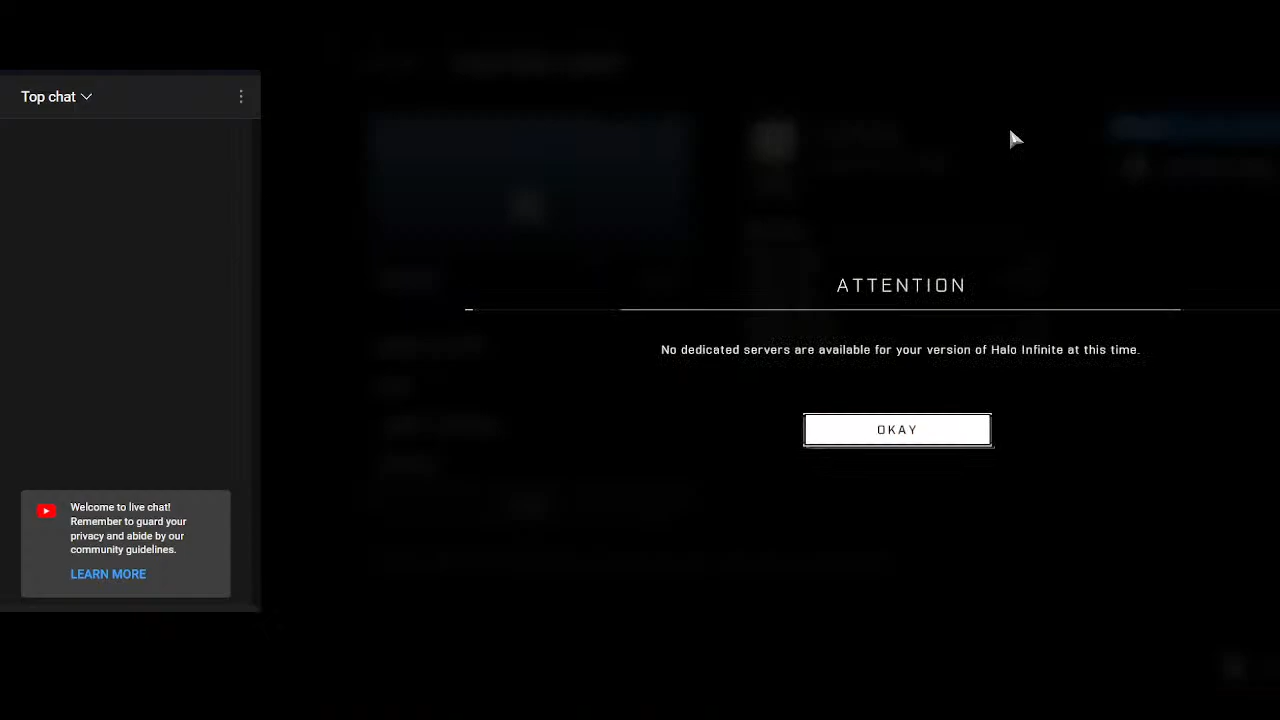 Top chat
ATTENTION
No dedicated servers are available for your version of Halo Infinite at this time.
OKAY
Welcome to live chat!
Remember to guard your
privacy and abide by our
community guidelines.
LEARN MORE